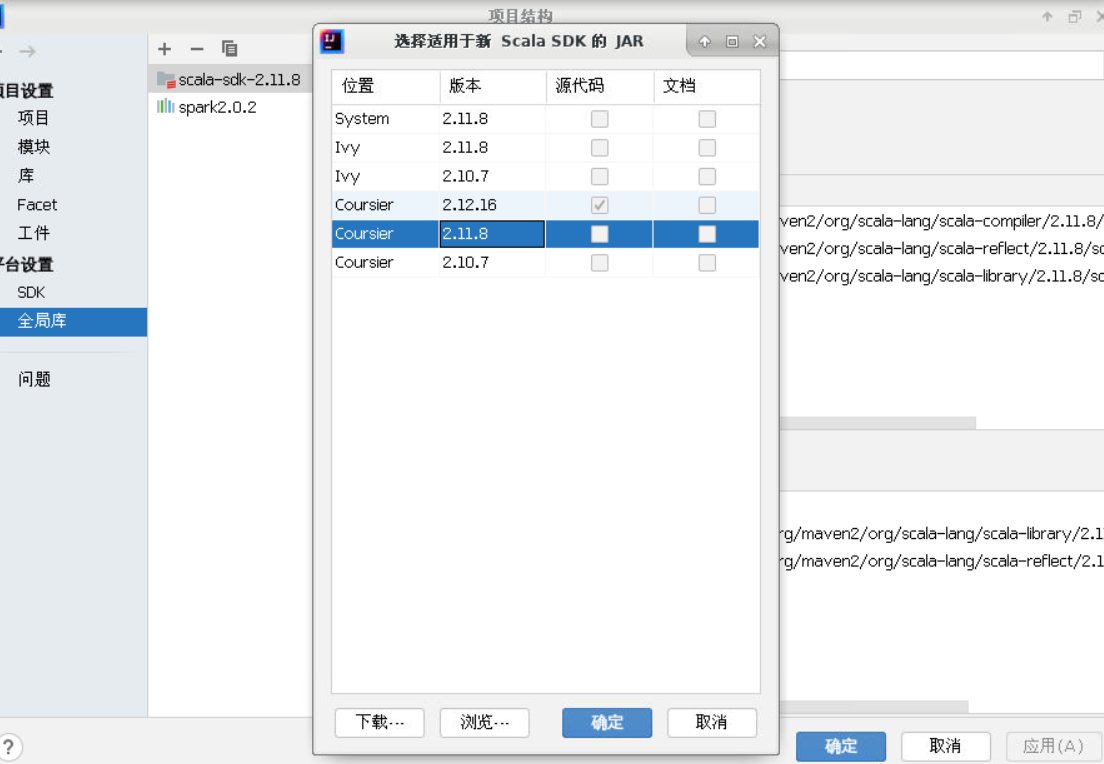 项目结构
选择适用于新 Scala SDK 的 JAR
项目设置
项目
模块
库
Facet
工件
平台设置
SDK
全局库
问题
?
scala-sdk-2.11.8
spark2.0.2
位置 版本 源代码 文档
System 2.11.8
Ivy 2.11.8
Ivy 2.10.7
Coursier 2.12.16
Coursier 2.11.8
Coursier 2.10.7
下载... 浏览... 确定 取消
ven2/org/scala-lang/scala-compiler/2.11.8/
ven2/org/scala-lang/scala-reflect/2.11.8/sc
ven2/org/scala-lang/scala-library/2.11.8/sc
rg/maven2/org/scala-lang/scala-library/2.1
rg/maven2/org/scala-lang/scala-reflect/2.1
确定 取消 应用(A)